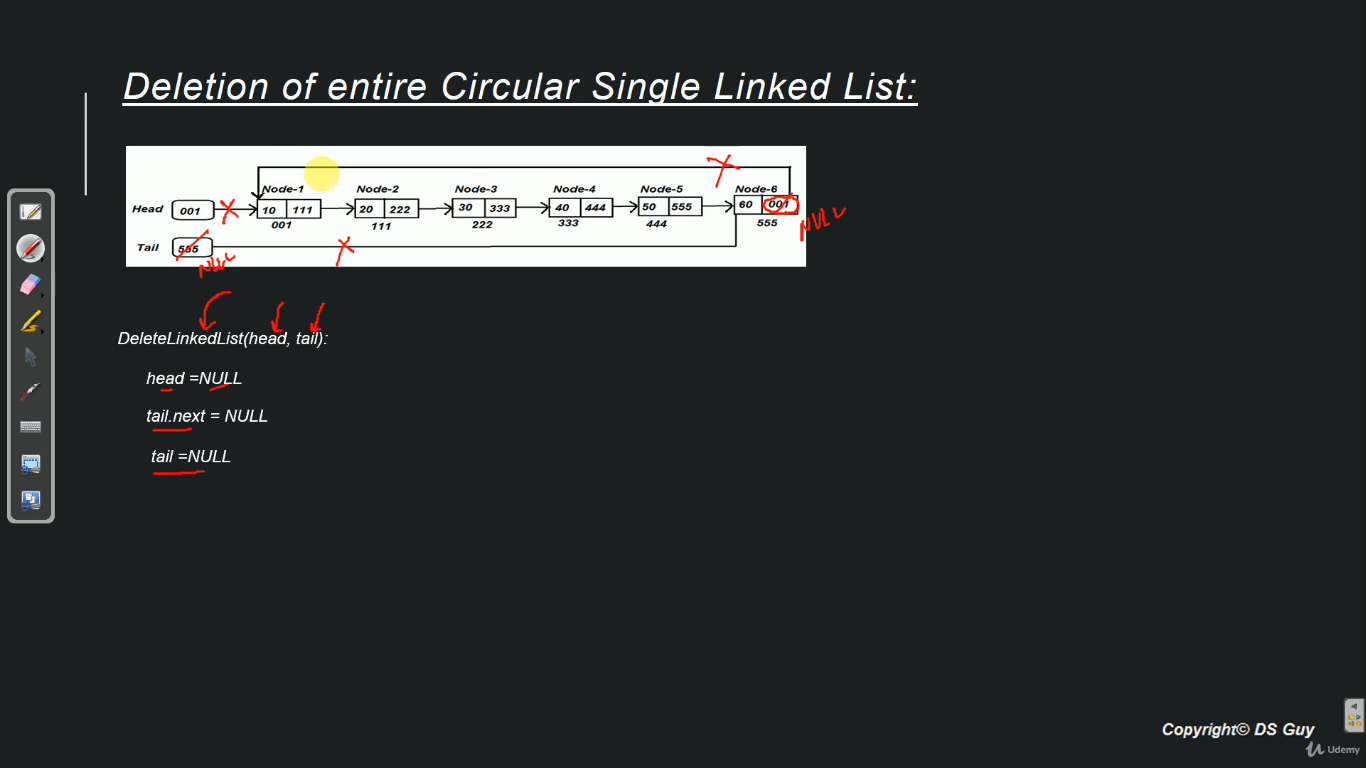 Deletion of entire Circular Single Linked List:
Node-1 Node-2 Node-3 Node-4 Node-5 Node-6
Head 001 10 111 20 222 30 333 40 444 50 555 60 001
001 111 222 333 444 555
NULL
Tail 555
NULL
DeleteLinkedList(head, tail):
head =NULL
tail.next = NULL
tail =NULL
Copyright© DS Guy
Udemy